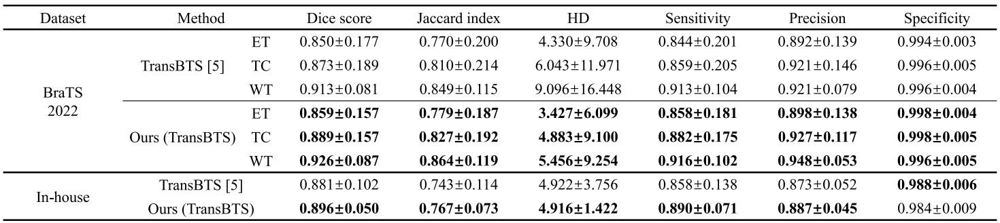 Dataset Method Dice score Jaccard index HD Sensitivity Precision Specificity
ET 0.850±0.177 0.770±0.200 4.330±9.708 0.844±0.201 0.892±0.139 0.994±0.003
TransBTS [5] TC 0.873±0.189 0.810±0.214 6.043±11.971 0.859±0.205 0.921±0.146 0.996±0.005
WT 0.913±0.081 0.849±0.115 9.096±16.448 0.913±0.104 0.921±0.079 0.996±0.004
BraTS
2022
ET 0.859±0.157 0.779±0.187 3.427±6.099 0.858±0.181 0.898±0.138 0.998±0.004
Ours (TransBTS) TC 0.889±0.157 0.827±0.192 4.883±9.100 0.882±0.175 0.927±0.117 0.998±0.005
WT 0.926±0.087 0.864±0.119 5.456±9.254 0.916±0.102 0.948±0.053 0.996±0.005
In-house
TransBTS [5] 0.881±0.102 0.743±0.114 4.922±3.756 0.858±0.138 0.873±0.052 0.988±0.006
Ours (TransBTS) 0.896±0.050 0.767±0.073 4.916±1.422 0.890±0.071 0.887±0.045 0.984±0.009